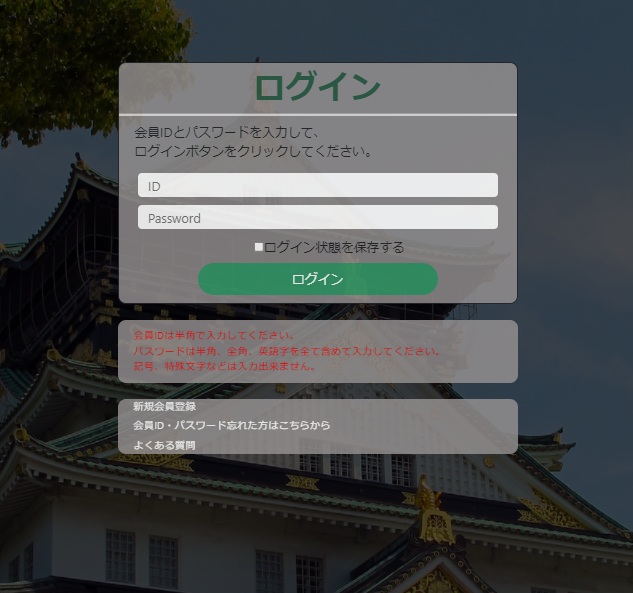 ログイン
会員IDとパスワードを入力して、
ログインボタンをクリックしてください。
ID
Password
ログイン状態を保存する
ログイン
会員IDは半角で入力してください。
パスワードは半角、全角、英語字を全て含めて入力してください。
記号、特殊文字などは入力出来ません。
新規会員登録
会員ID・パスワード忘れた方はこちらから
よくある質問